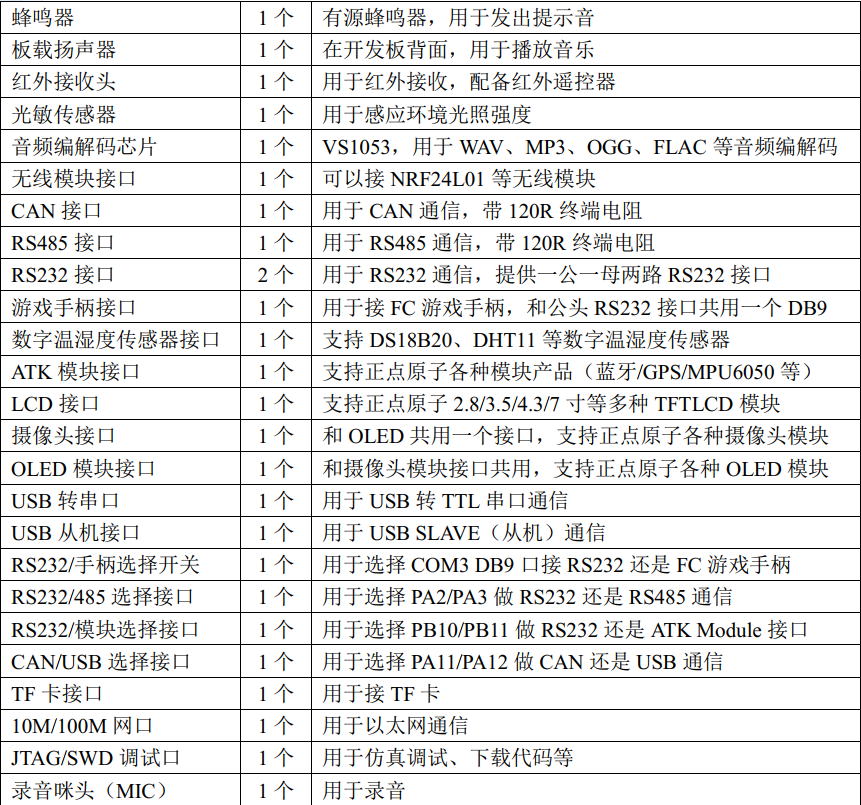 蜂鸣器 1 个 有源蜂鸣器，用于发出提示音
板载扬声器 1 个 在开发板背面，用于播放音乐
红外接收头 1 个 用于红外接收，配备红外遥控器
光敏传感器 1 个 用于感应环境光照强度
音频编解码芯片 1 个 VS1053，用于 WAV、MP3、OGG、FLAC 等音频编解码
无线模块接口 1 个 可以接 NRF24L01 等无线模块
CAN 接口 1 个 用于 CAN 通信，带 120R 终端电阻
RS485 接口 1 个 用于 RS485 通信，带 120R 终端电阻
RS232 接口 2 个 用于 RS232 通信，提供一公一母两路 RS232 接口
游戏手柄接口 1 个 用于接 FC 游戏手柄，和公头 RS232 接口共用一个 DB9
数字温湿度传感器接口 1 个 支持 DS18B20、DHT11 等数字温湿度传感器
ATK 模块接口 1 个 支持正点原子各种模块产品（蓝牙/GPS/MPU6050 等）
LCD 接口 1 个 支持正点原子 2.8/3.5/4.3/7 寸等多种 TFTLCD 模块
摄像头接口 1 个 和 OLED 共用一个接口，支持正点原子各种摄像头模块
OLED 模块接口 1 个 和摄像头模块接口共用，支持正点原子各种 OLED 模块
USB 转串口 1 个 用于 USB 转 TTL 串口通信
USB 从机接口 1 个 用于 USB SLAVE（从机）通信
RS232/手柄选择开关 1 个 用于选择 COM3 DB9 口接 RS232 还是 FC 游戏手柄
RS232/485 选择接口 1 个 用于选择 PA2/PA3 做 RS232 还是 RS485 通信
RS232/模块选择接口 1 个 用于选择 PB10/PB11 做 RS232 还是 ATK Module 接口
CAN/USB 选择接口 1 个 用于选择 PA11/PA12 做 CAN 还是 USB 通信
TF 卡接口 1 个 用于接 TF 卡
10M/100M 网口 1 个 用于以太网通信
JTAG/SWD 调试口 1 个 用于仿真调试、下载代码等
录音咪头（MIC） 1 个 用于录音